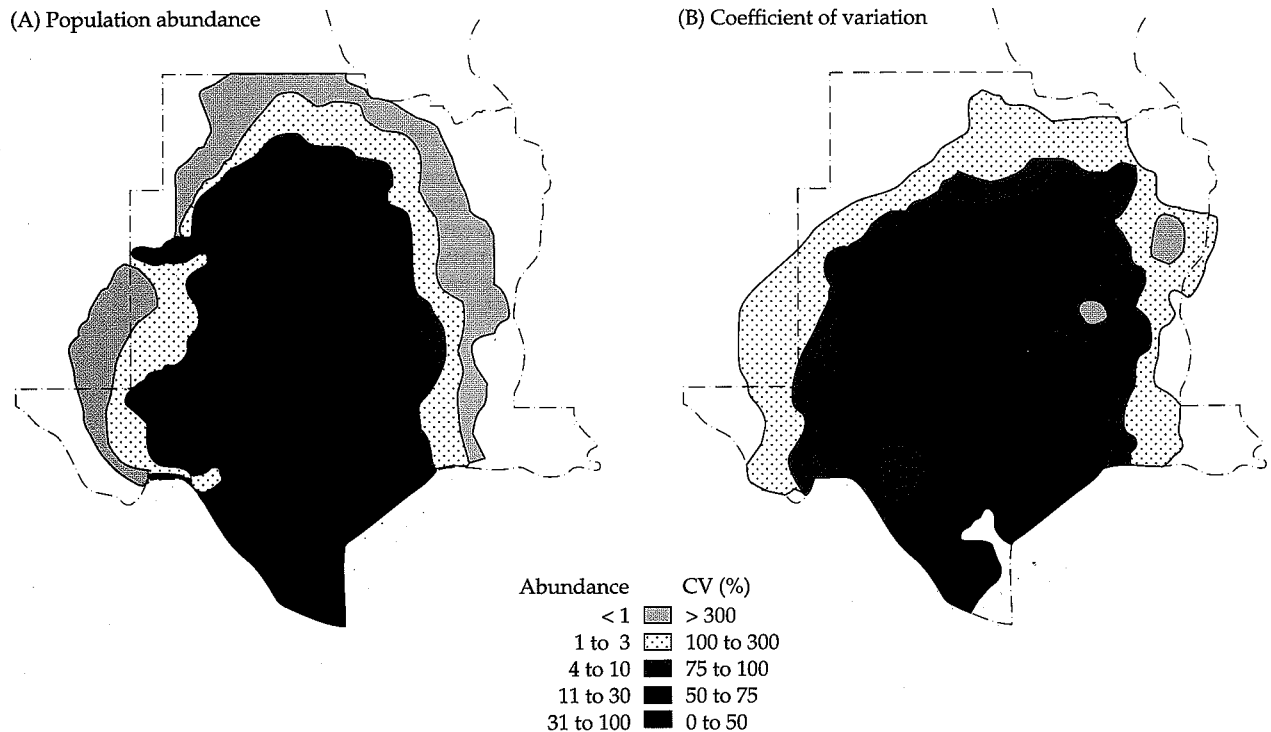 (A) Population abundance
(B) Coefficient of variation
Abundance CV (%)
< 1 > 300
1 to 3 100 to 300
4 to 10 75 to 100
11 to 30 50 to 75
31 to 100 0 to 50